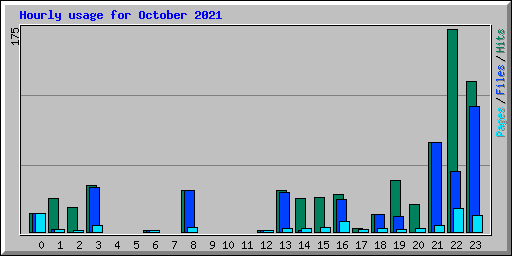 Hourly usage for October 2021
175
Pages/Files/Hits
0 1 2 3 4 5 6 7 8 9 10 11 12 13 14 15 16 17 18 19 20 21 22 23